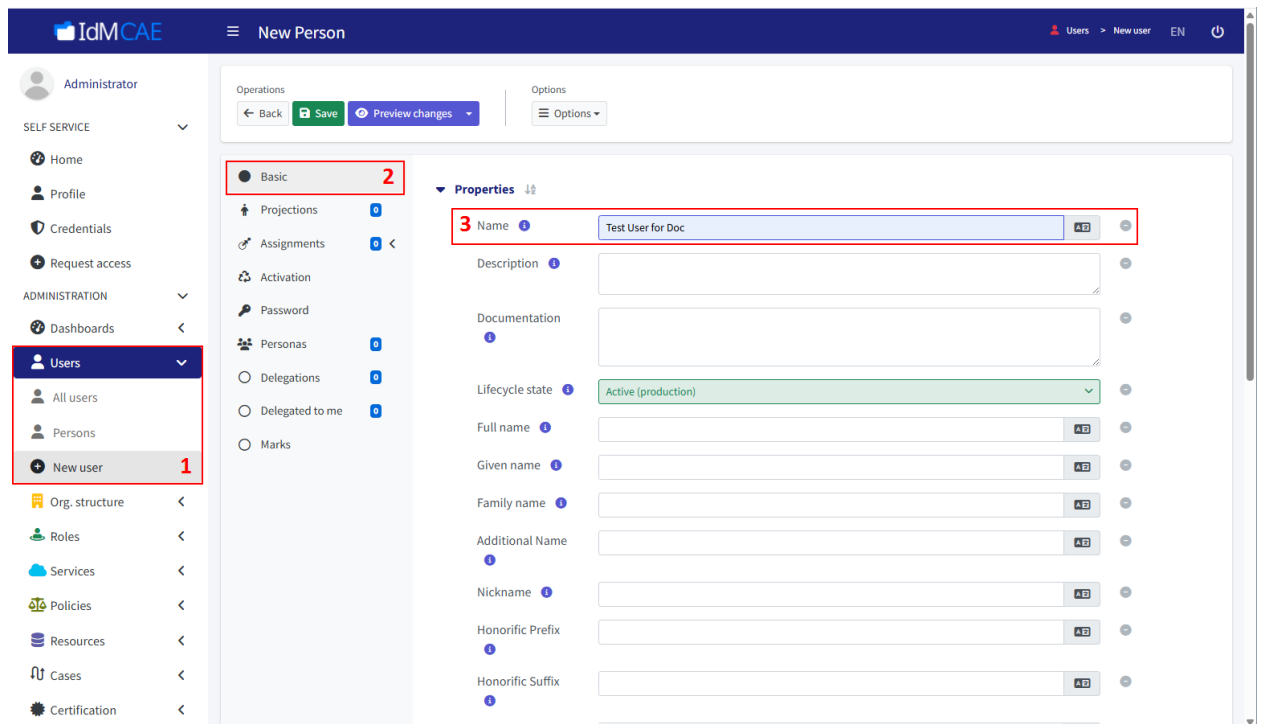 IdMCAE
New Person
Users > New user
EN
Administrator
SELF SERVICE
Home
Profile
Credentials
Request access
ADMINISTRATION
Dashboards
Users
All users
Persons
New user 1
Org. structure
Roles
Services
Policies
Resources
Cases
Certification
Operations
Back
Save
Preview changes
Options
Options
Basic 2
Projections 0
Assignments 0
Activation
Password
Personas 0
Delegations 0
Delegated to me 0
Marks
Properties
3 Name Test User for Doc
Description
Documentation
Lifecycle state Active (production)
Full name
Given name
Family name
Additional Name
Nickname
Honorific Prefix
Honorific Suffix